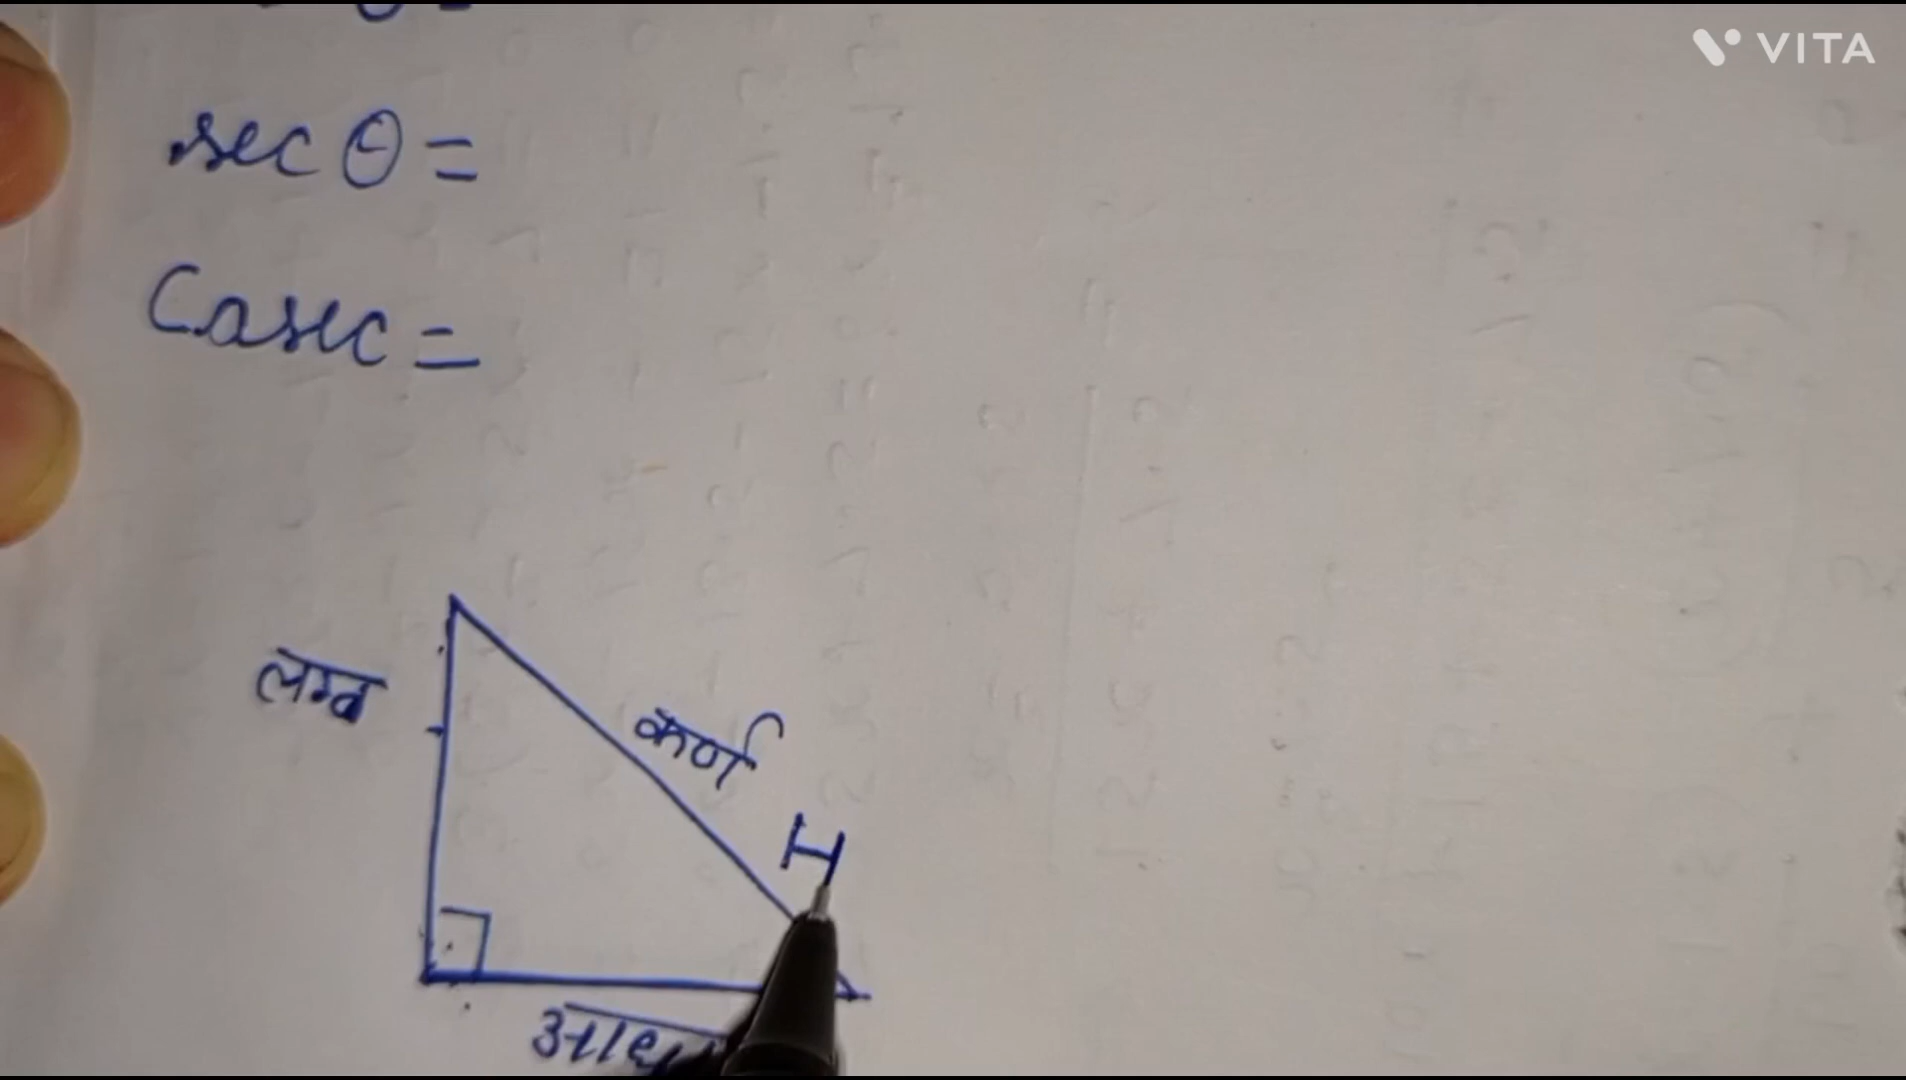 VITA
sec θ =
Cosec =
लम्ब
कर्ण
H